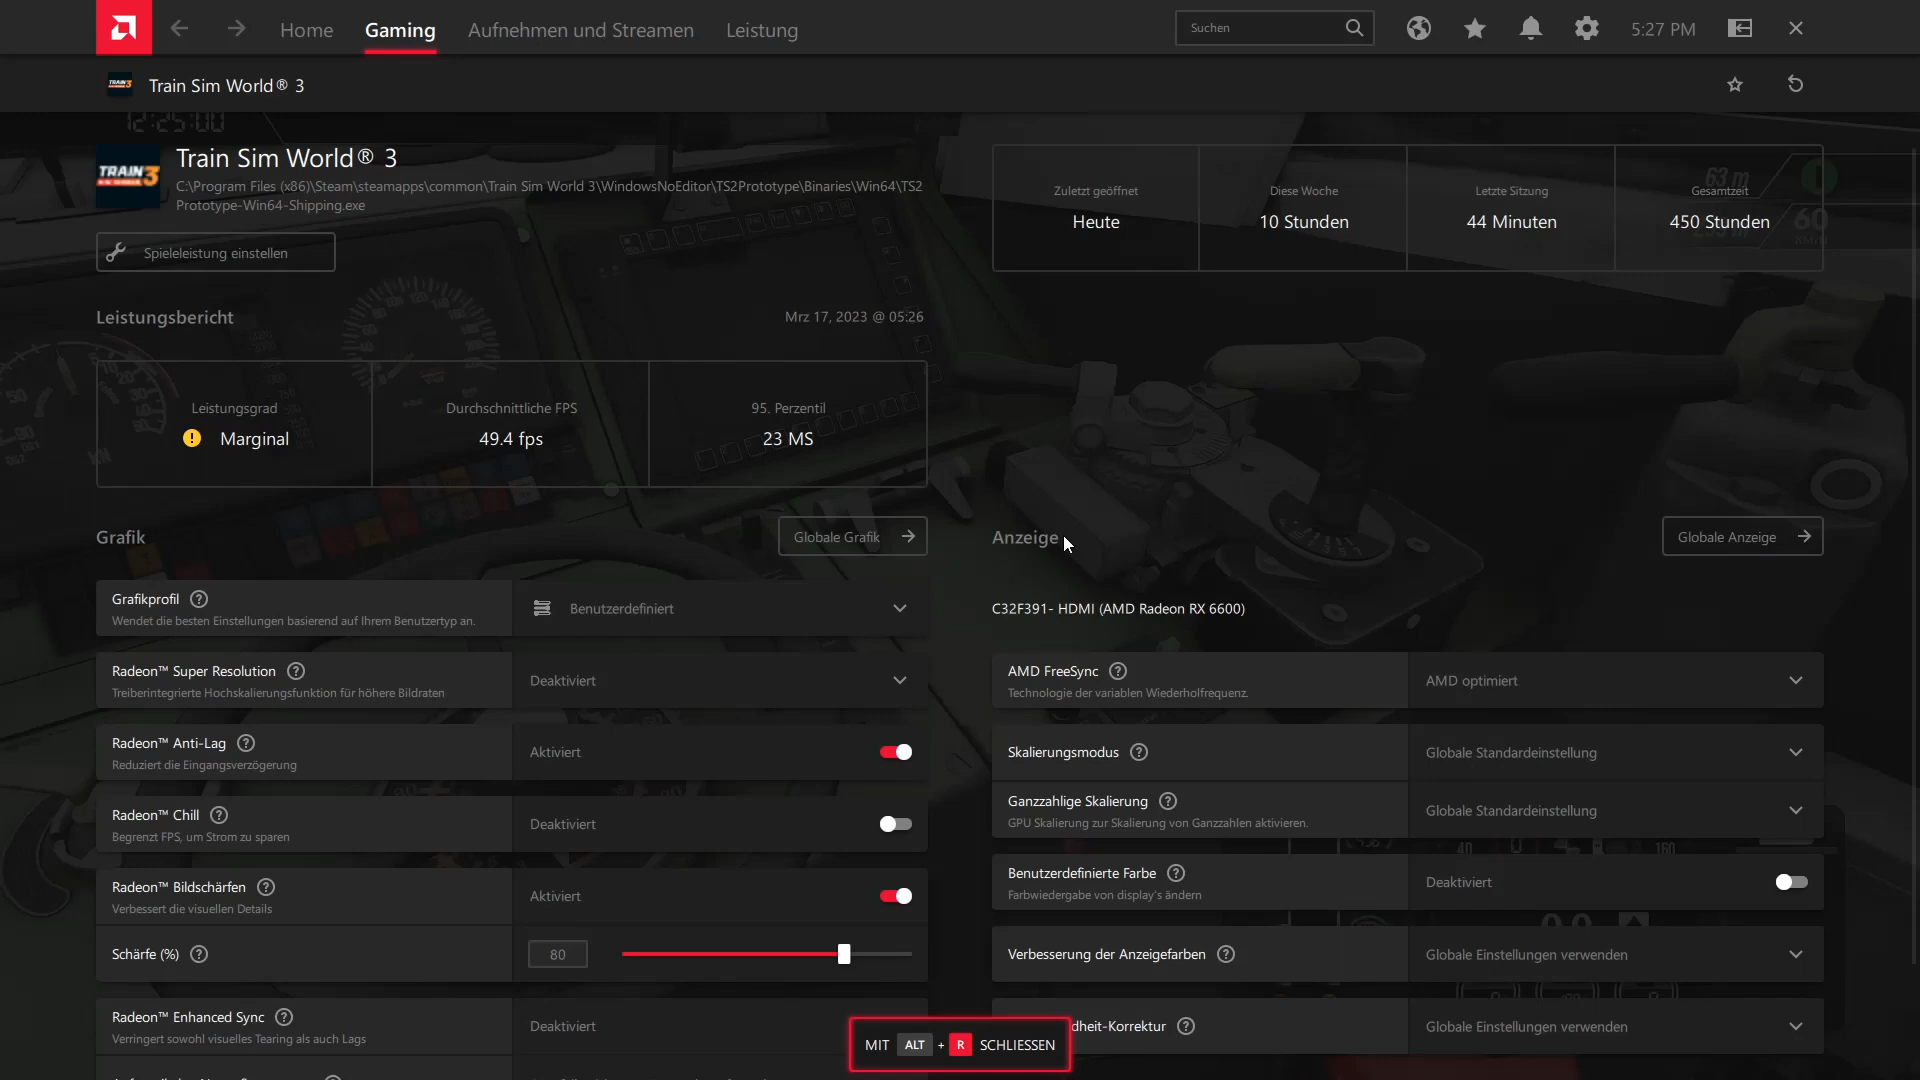 Home
Gaming
Aufnehmen und Streamen
Leistung
Suchen
5:27 PM
Train Sim World® 3
12:25:00
TRAIN 3
Train Sim World® 3
C:\Program Files (x86)\Steam\steamapps\common\Train Sim World 3\WindowsNoEditor\TS2Prototype\Binaries\Win64\TS2
Prototype-Win64-Shipping.exe
Spieleleistung einstellen
Zuletzt geöffnet
Heute
Diese Woche
10 Stunden
Letzte Sitzung
44 Minuten
Gesamtzeit
450 Stunden
63 m
60
Leistungsbericht
Mrz 17, 2023 @ 05:26
Leistungsgrad
Marginal
Durchschnittliche FPS
49.4 fps
95. Perzentil
23 MS
Grafik
Globale Grafik
Grafikprofil
Wendet die besten Einstellungen basierend auf Ihrem Benutzertyp an.
Benutzerdefiniert
Radeon™ Super Resolution
Treiberintegrierte Hochskalierungsfunktion für höhere Bildraten
Deaktiviert
Radeon™ Anti-Lag
Reduziert die Eingangsverzögerung
Aktiviert
Radeon™ Chill
Begrenzt FPS, um Strom zu sparen
Deaktiviert
Radeon™ Bildschärfen
Verbessert die visuellen Details
Aktiviert
Schärfe (%)
80
Radeon™ Enhanced Sync
Verringert sowohl visuelles Tearing als auch Lags
Deaktiviert
Anzeige
Globale Anzeige
C32F391- HDMI (AMD Radeon RX 6600)
AMD FreeSync
Technologie der variablen Wiederholfrequenz.
AMD optimiert
Skalierungsmodus
Globale Standardeinstellung
Ganzzahlige Skalierung
GPU Skalierung zur Skalierung von Ganzzahlen aktivieren.
Globale Standardeinstellung
40
160
Benutzerdefinierte Farbe
Farbwiedergabe von display's ändern
Deaktiviert
Verbesserung der Anzeigefarben
Globale Einstellungen verwenden
dheit-Korrektur
Globale Einstellungen verwenden
MIT ALT + R SCHLIESSEN